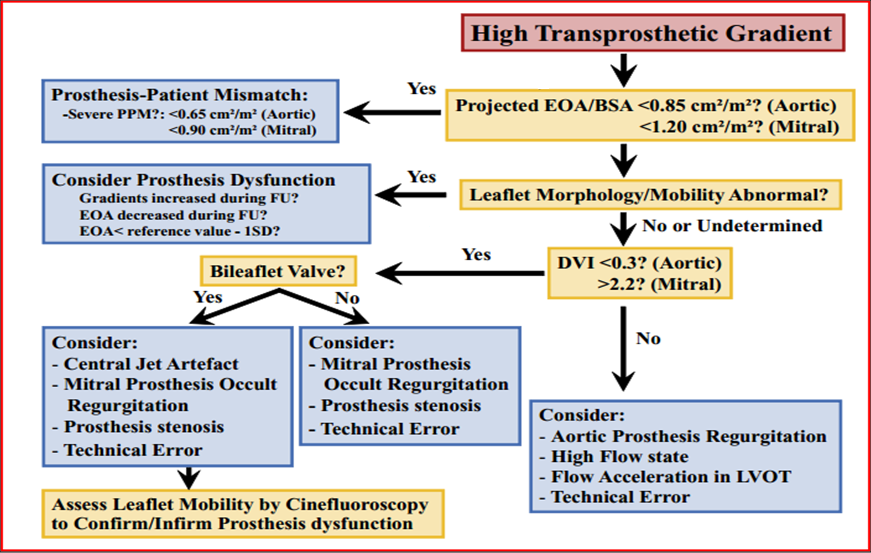 High Transprosthetic Gradient
Yes
Prosthesis-Patient Mismatch:
-Severe PPM?: <0.65 cm²/m² (Aortic)
<0.90 cm²/m² (Mitral)
Projected EOA/BSA <0.85 cm²/m²? (Aortic)
<1.20 cm²/m²? (Mitral)
Consider Prosthesis Dysfunction
Gradients increased during FU?
EOA decreased during FU?
EOA< reference value - 1SD?
Yes
Leaflet Morphology/Mobility Abnormal?
No or Undetermined
Bileaflet Valve?
Yes
DVI <0.3? (Aortic)
>2.2? (Mitral)
Yes
No
No
Consider:
- Central Jet Artefact
- Mitral Prosthesis Occult
Regurgitation
- Prosthesis stenosis
- Technical Error
Consider:
- Mitral Prosthesis
Occult Regurgitation
- Prosthesis stenosis
- Technical Error
Consider:
- Aortic Prosthesis Regurgitation
- High Flow state
- Flow Acceleration in LVOT
- Technical Error
Assess Leaflet Mobility by Cinefluoroscopy
to Confirm/Infirm Prosthesis dysfunction